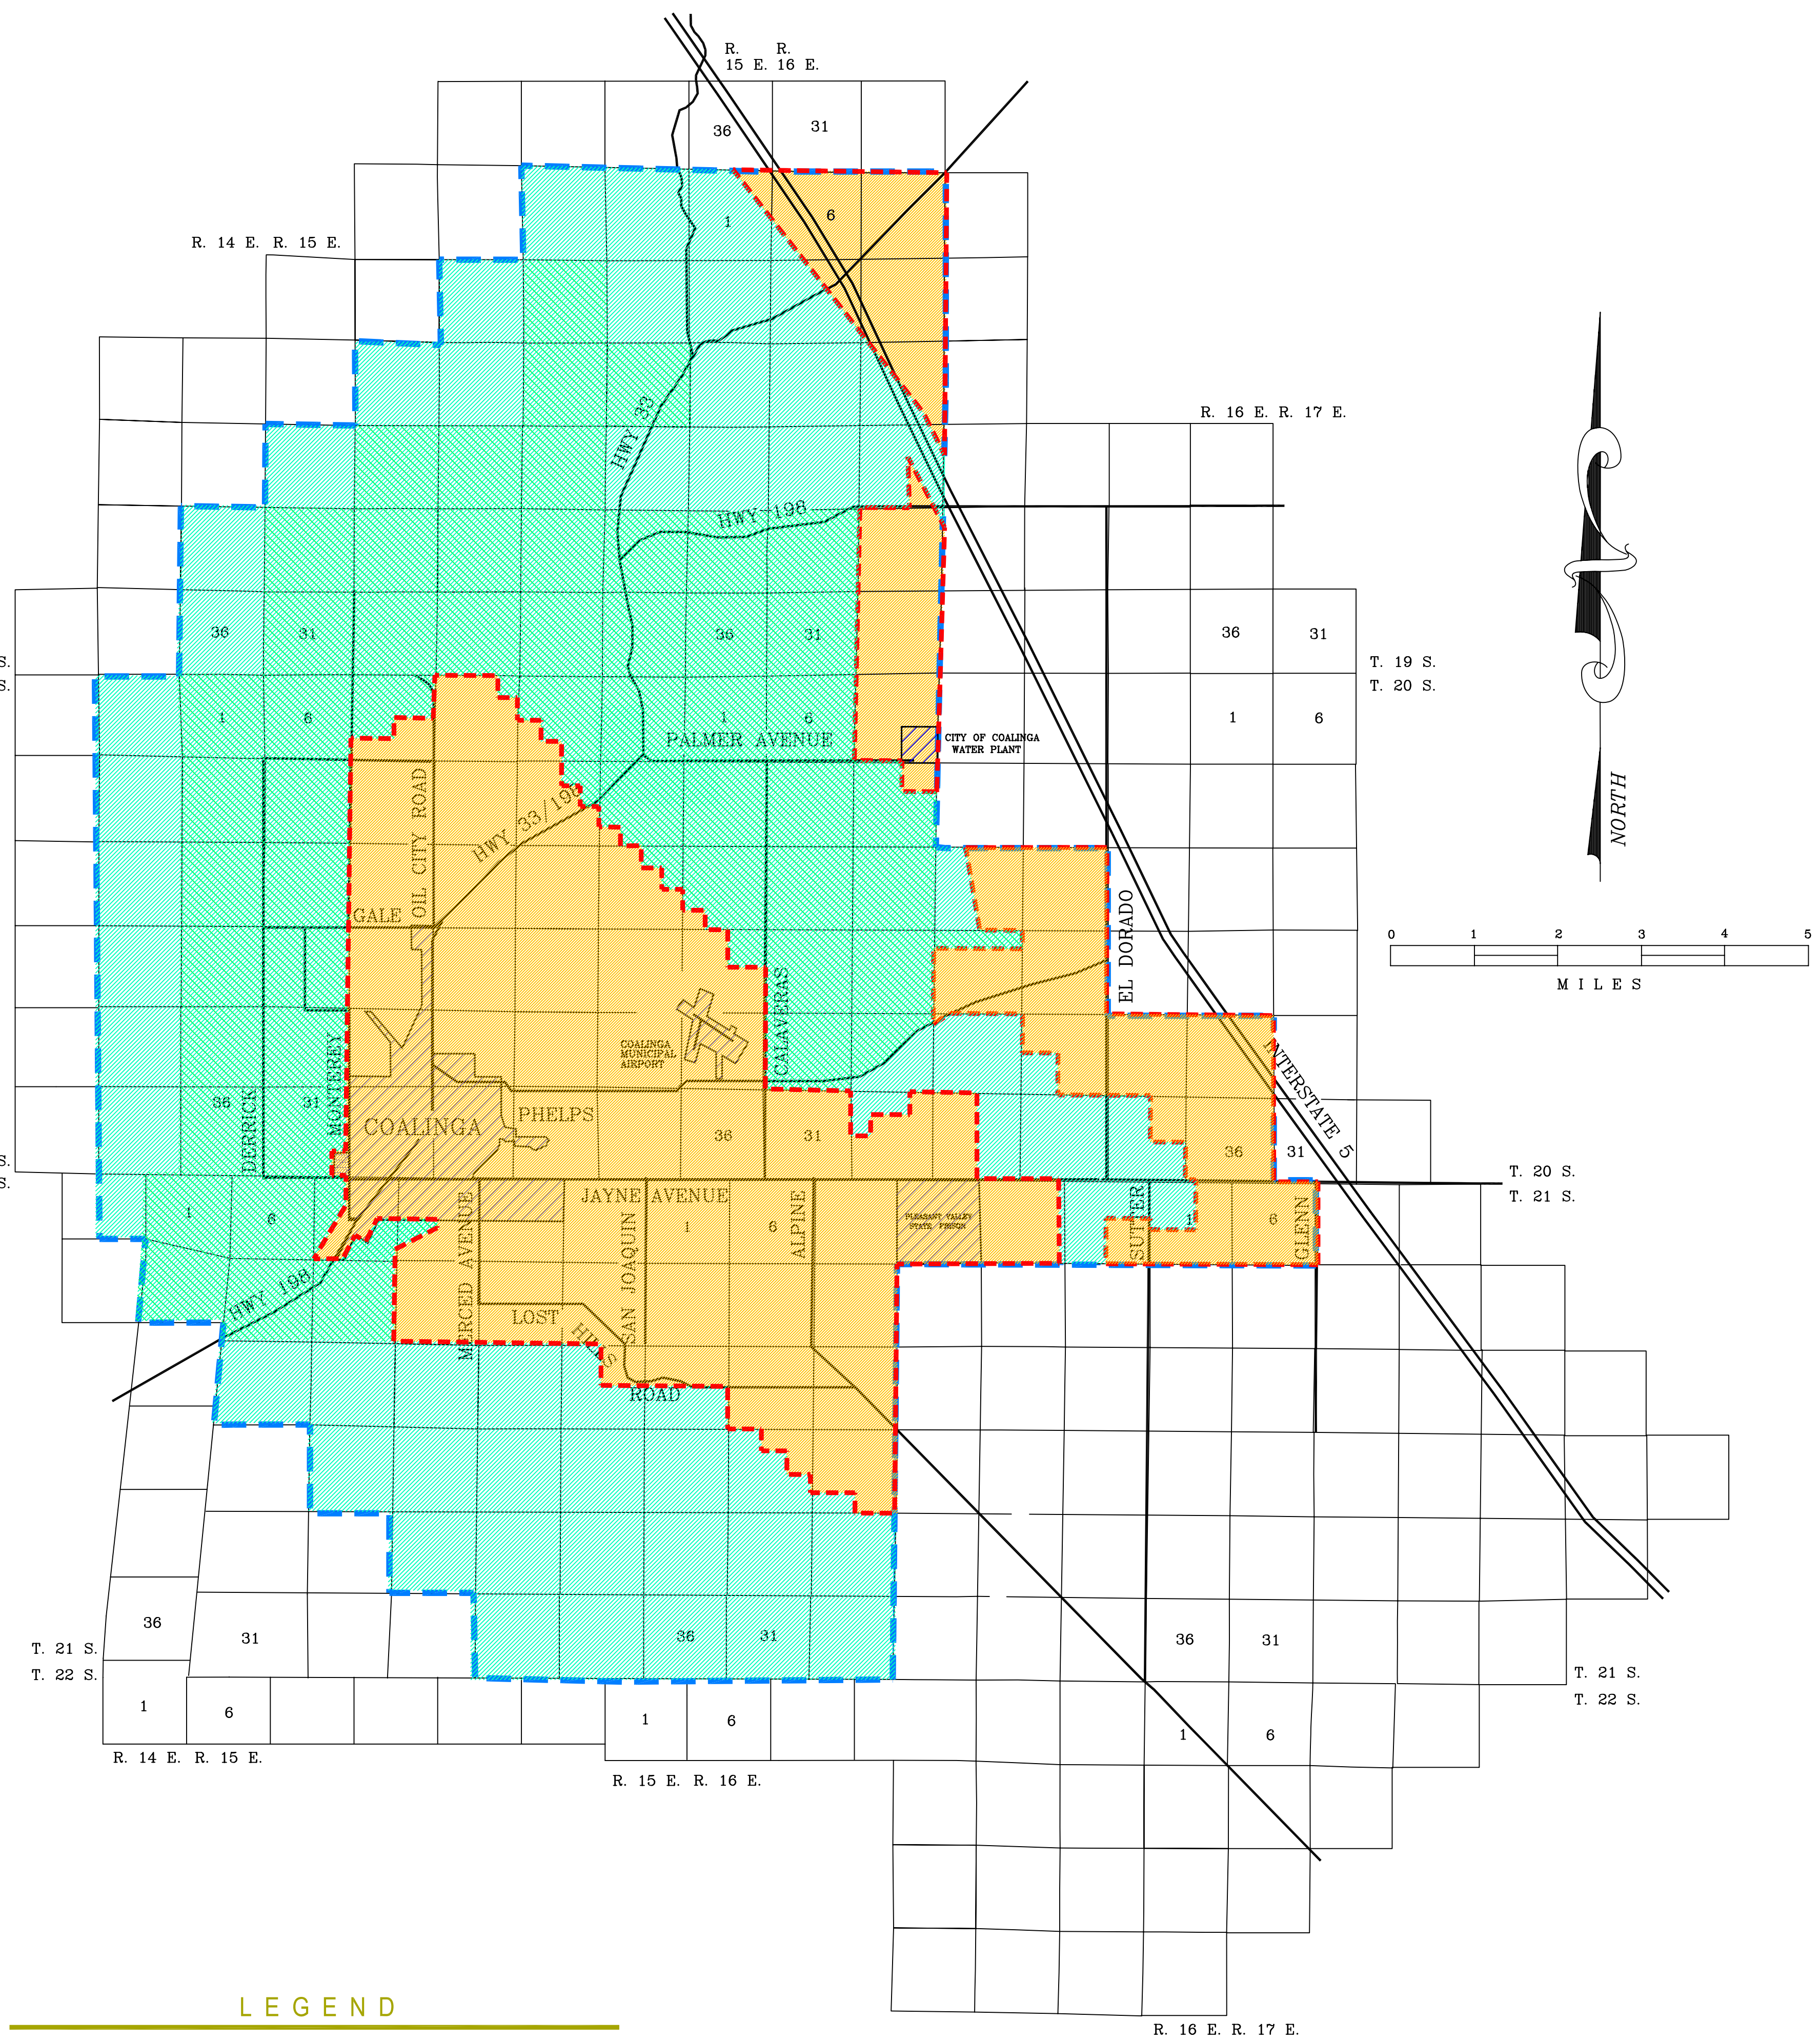 R. R.
15 E. 16 E.
36
31
1
6
R. 14 E. R. 15 E.
HWY 33
R. 16 E. R. 17 E.
HWY 198
36
31
36
31
36
31
S.
S.
T. 19 S.
T. 20 S.
1
6
1
6
1
6
PALMER AVENUE
CITY OF COALINGA
WATER PLANT
OIL CITY ROAD
HWY 33/198
NORTH
GALE
EL DORADO
0 1 2 3 4 5
MILES
CALAVERAS
MONTEREY
COALINGA
MUNICIPAL
AIRPORT
INTERSTATE 5
DERRICK
36
31
COALINGA
PHELPS
36
31
36
31
S.
S.
T. 20 S.
T. 21 S.
1
6
MERCED AVENUE
JAYNE AVENUE
SAN JOAQUIN
1
6
ALPINE
PLEASANT VALLEY
STATE PRISON
SUTTER
1
6
GLENN
HWY 198
LOST
HILLS
ROAD
36
31
36
31
36
31
T. 21 S.
T. 22 S.
T. 21 S.
T. 22 S.
1
6
1
6
1
6
R. 14 E. R. 15 E.
R. 15 E. R. 16 E.
LEGEND
R. 16 E. R. 17 E.